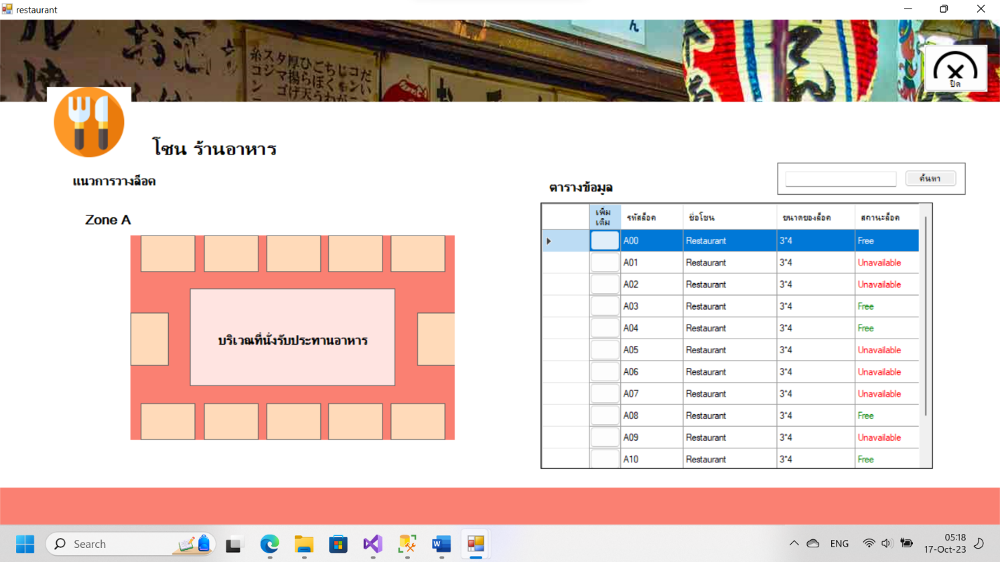 restaurant
ปิด
โซน ร้านอาหาร
แนวการวางล็อค
Zone A
บริเวณที่นั่งรับประทานอาหาร
ค้นหา
ตารางข้อมูล
เพิ่มเติม รหัสล็อค ชื่อโซน ขนาดของล็อค สถานะล็อค
A00 Restaurant 3*4 Free
A01 Restaurant 3*4 Unavailable
A02 Restaurant 3*4 Unavailable
A03 Restaurant 3*4 Free
A04 Restaurant 3*4 Free
A05 Restaurant 3*4 Unavailable
A06 Restaurant 3*4 Unavailable
A07 Restaurant 3*4 Unavailable
A08 Restaurant 3*4 Free
A09 Restaurant 3*4 Unavailable
A10 Restaurant 3*4 Free
Search
ENG
05:18
17-Oct-23